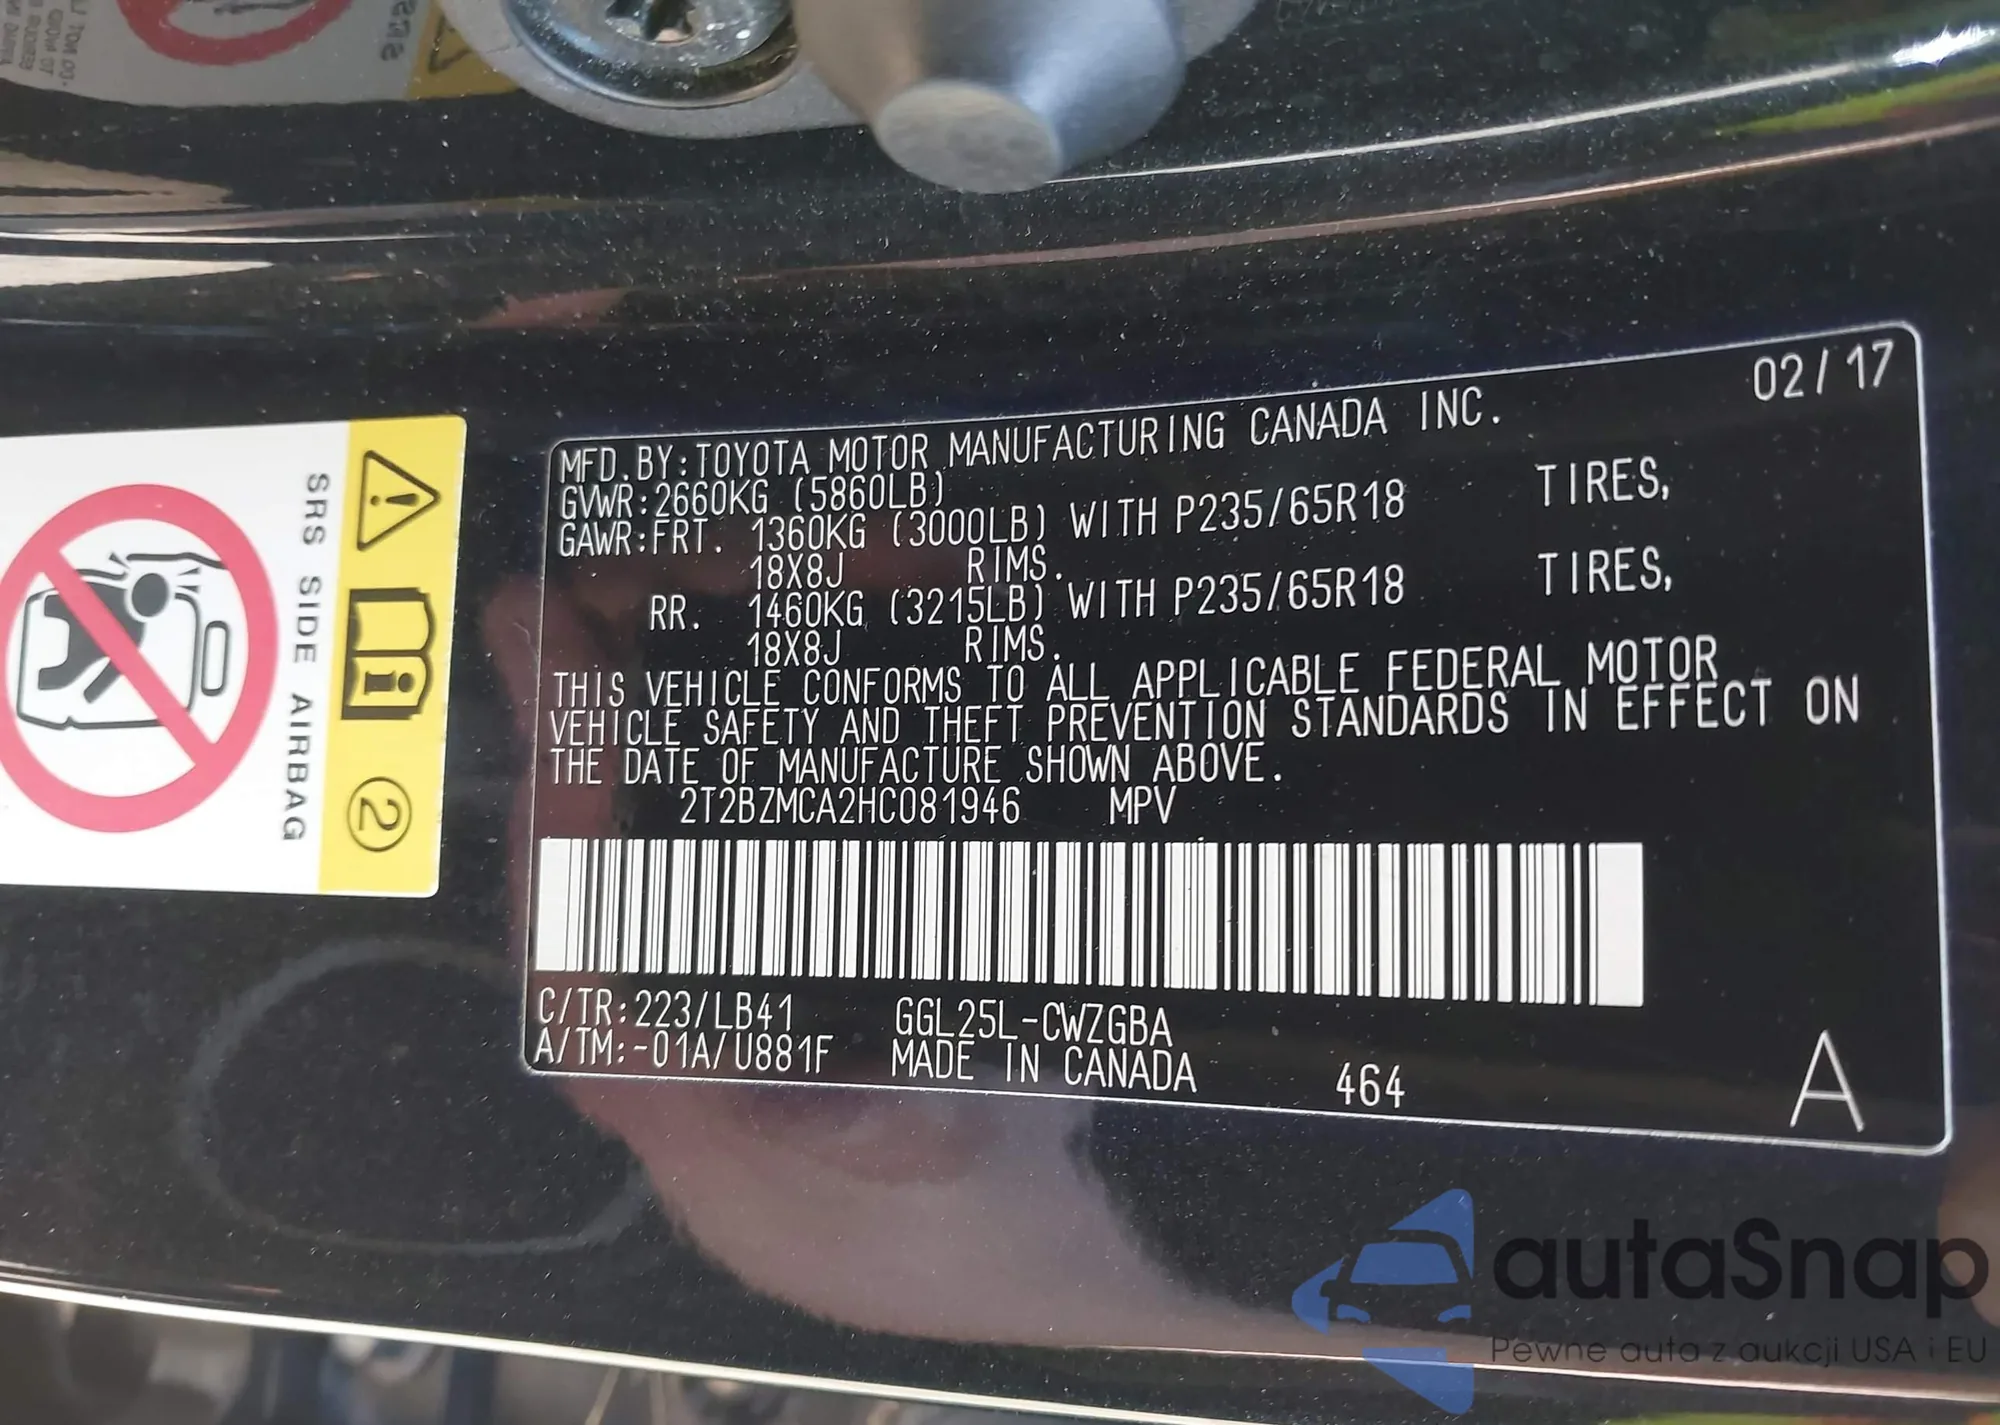 02/17
MFD.BY:TOYOTA MOTOR MANUFACTURING CANADA INC.
GVWR:2660KG (5860LB)
GAWR:FRT. 1360KG (3000LB) WITH P235/65R18 TIRES,
18X8J RIMS.
RR. 1460KG (3215LB) WITH P235/65R18 TIRES,
18X8J RIMS.
THIS VEHICLE CONFORMS TO ALL APPLICABLE FEDERAL MOTOR
VEHICLE SAFETY AND THEFT PREVENTION STANDARDS IN EFFECT ON
THE DATE OF MANUFACTURE SHOWN ABOVE.
2T2BZMCA2HC081946 MPV
C/TR:223/LB41 GGL25L-CWZGBA
A/TM:-01A/U881F MADE IN CANADA 464 A
SRS SIDE AIRBAG
2
autaSnap
Pewne auta z aukcji USA i EU